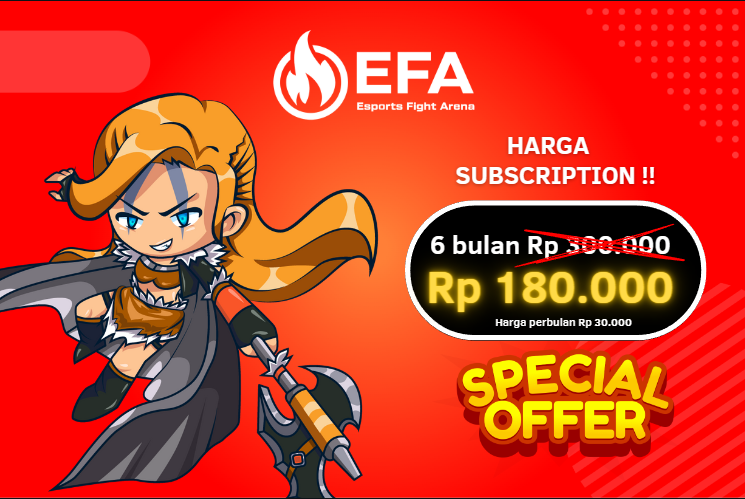 EFA
Esports Fight Arena
HARGA
SUBSCRIPTION !!
6 bulan Rp 300.000
Rp 180.000
Harga perbulan Rp 30.000
SPECIAL
OFFER